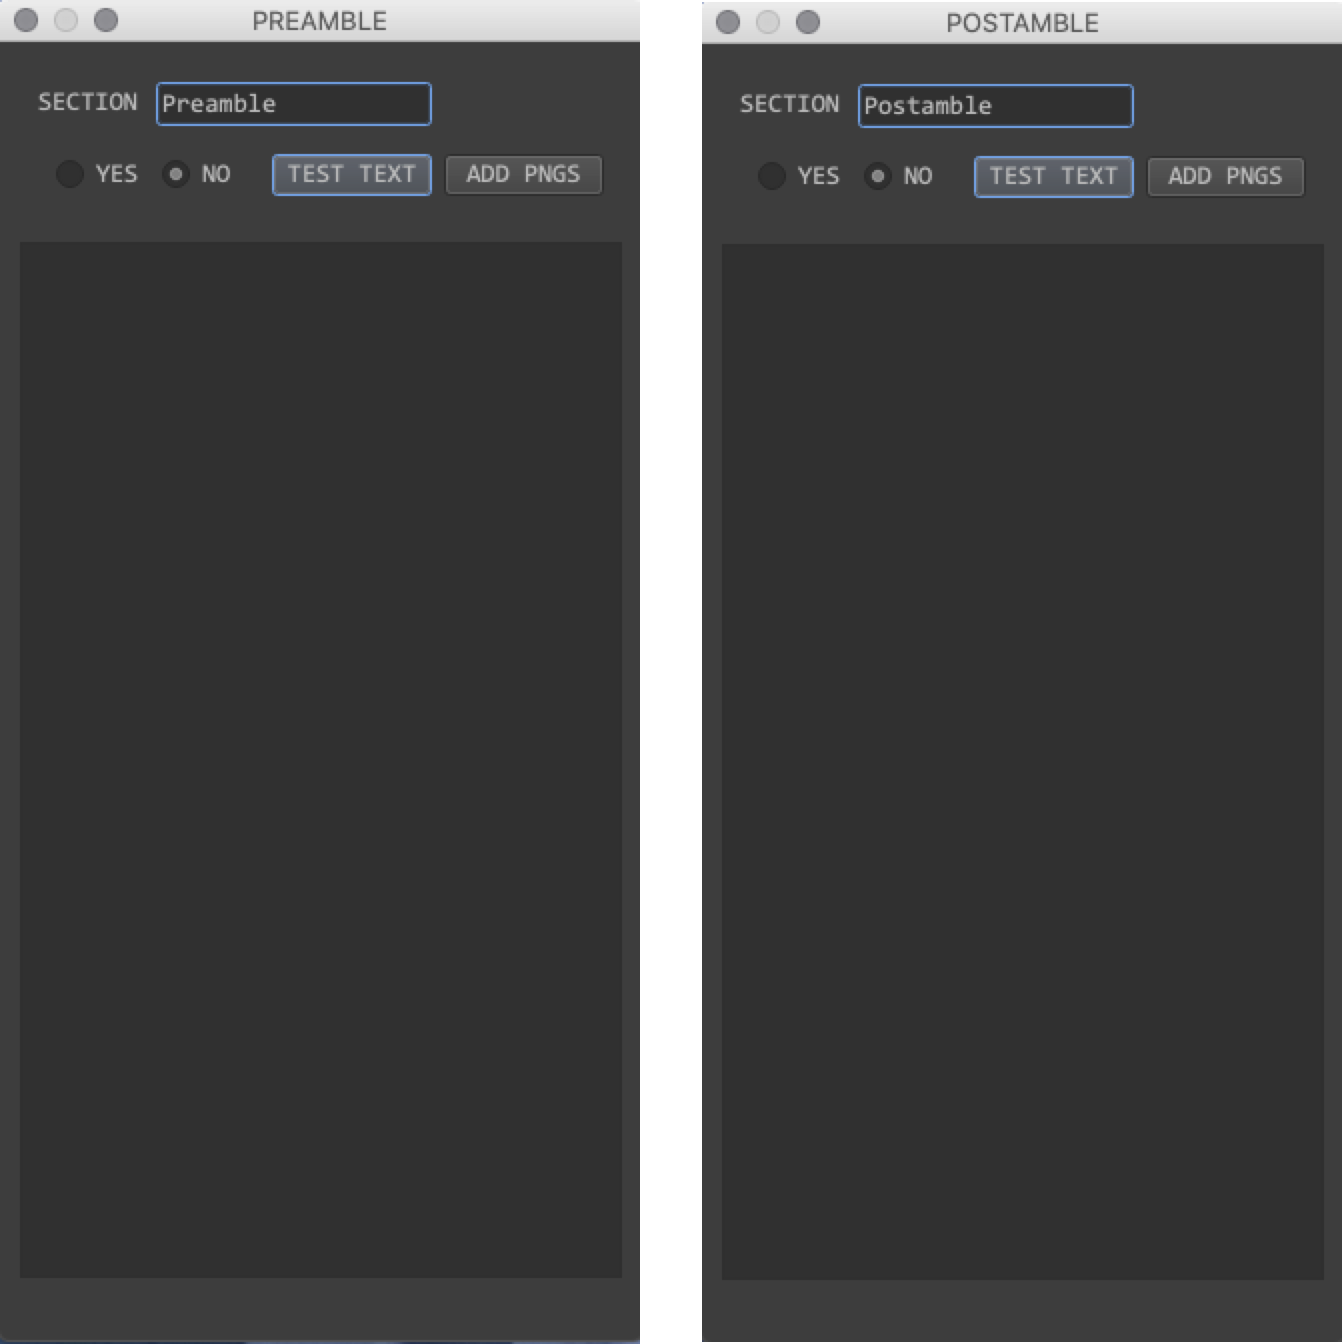 PREAMBLE
SECTION Preamble
YES NO TEST TEXT ADD PNGS
POSTAMBLE
SECTION Postamble
YES NO TEST TEXT ADD PNGS